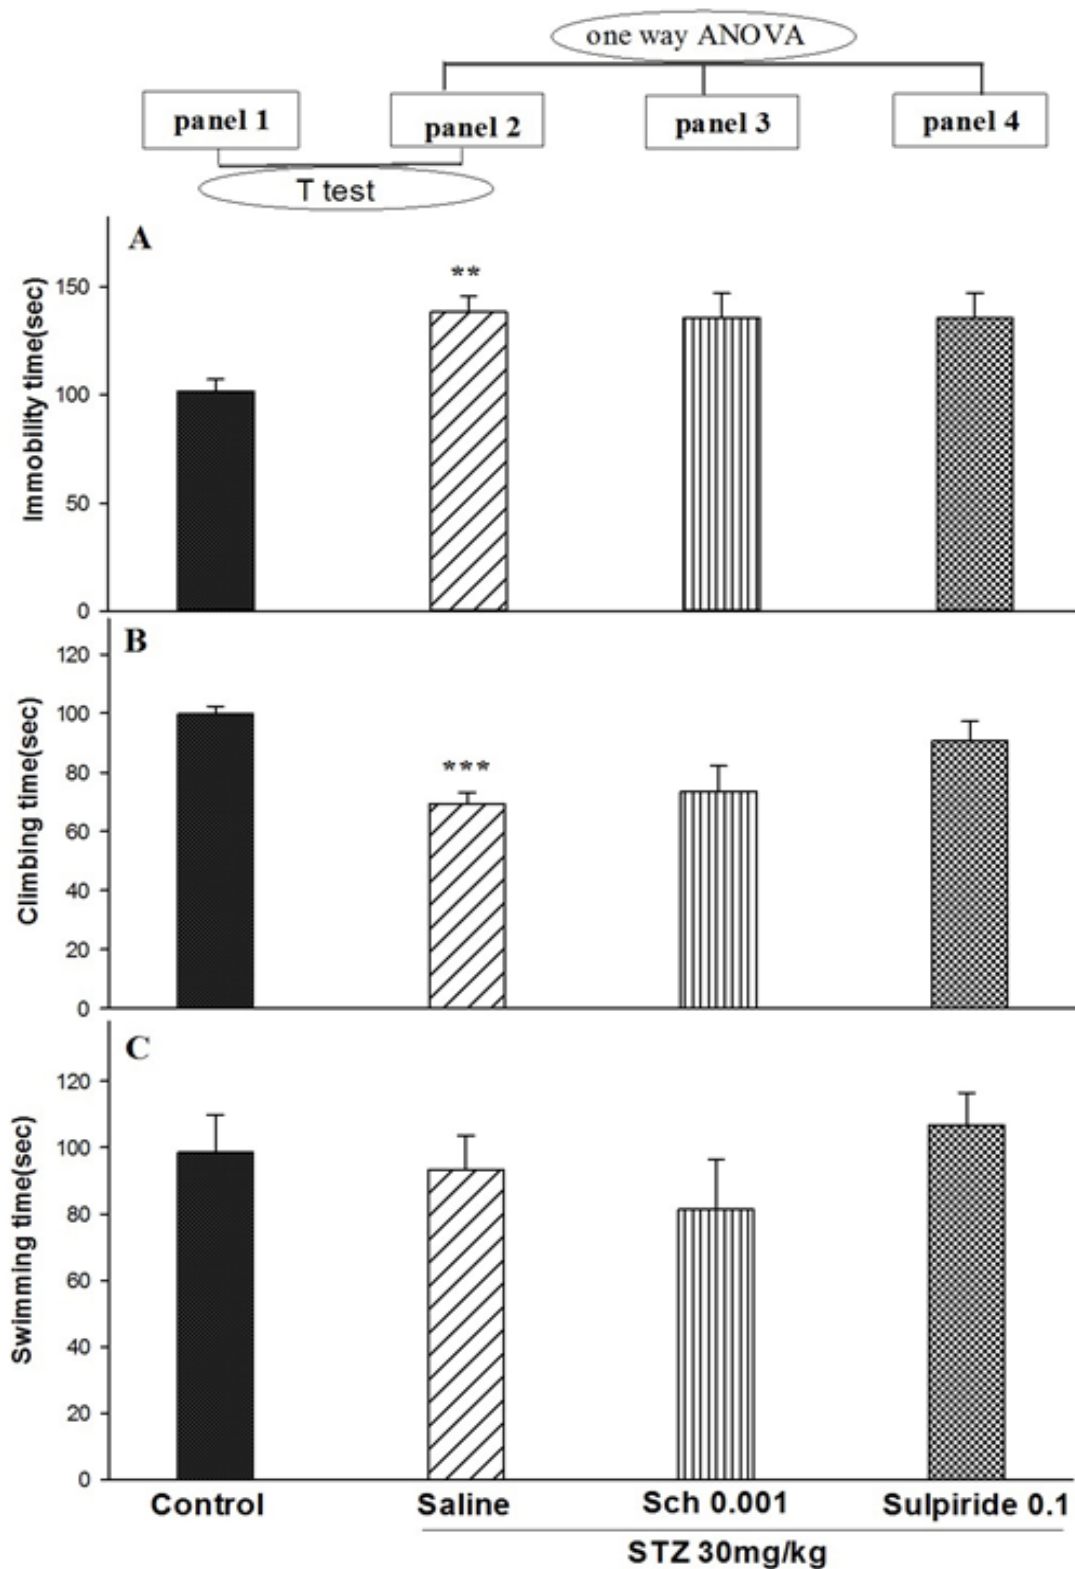 one way ANOVA
panel 1
panel 2
panel 3
panel 4
T test
A
Immobility time(sec)
150
100
50
0
**
B
Climbing time(sec)
120
100
80
60
40
20
0
***
C
Swimming time(sec)
120
100
80
60
40
20
0
Control
Saline
Sch 0.001
Sulpiride 0.1
STZ 30mg/kg